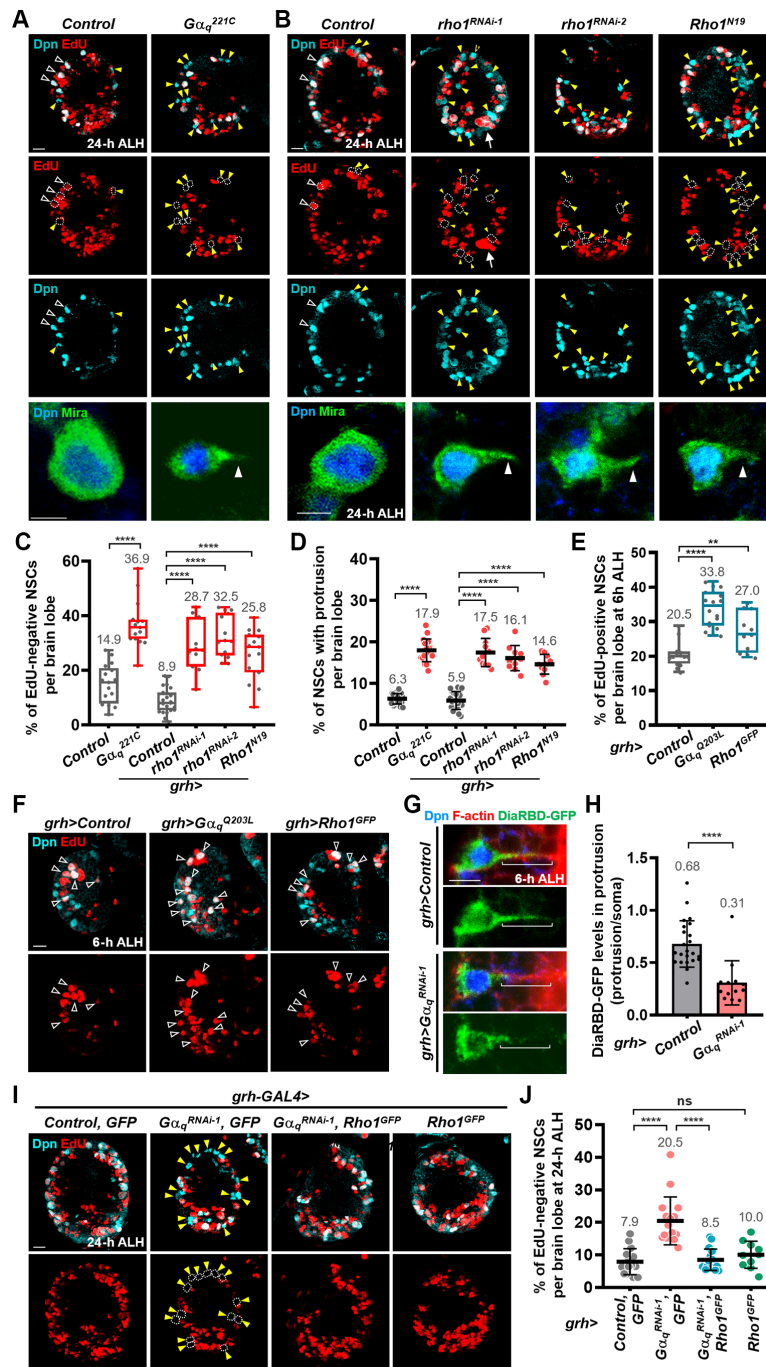 A
Control
Gαq221C
B
Control
rho1RNAi-1
rho1RNAi-2
Rho1N19
Dpn EdU
24-h ALH
Dpn EdU
24-h ALH
EdU
EdU
Dpn
Dpn
Dpn Mira
Dpn Mira
24-h ALH
C
% of EdU-negative NSCs
per brain lobe
60
40
20
0
14.9
36.9
8.9
28.7
32.5
25.8
****
****
****
****
Control
Gαq221C
Control
rho1RNAi-1
rho1RNAi-2
Rho1N19
grh>
D
% of NSCs with protrusion
per brain lobe
40
30
20
10
0
6.3
17.9
5.9
17.5
16.1
14.6
****
****
****
****
Control
Gαq221C
Control
rho1RNAi-1
rho1RNAi-2
Rho1N19
grh>
E
% of EdU-positive NSCs
per brain lobe at 6h ALH
50
40
30
20
10
0
20.5
33.8
27.0
****
**
grh>
Control
GαqQ203L
Rho1GFP
F
grh>Control
grh>GαqQ203L
grh>Rho1GFP
Dpn EdU
6-h ALH
G
Dpn F-actin DiaRBD-GFP
grh>Control
6-h ALH
grh>GαqRNAi-1
H
DiaRBD-GFP levels in protrusion
(protrusion/soma)
1.5
1.0
0.5
0.0
0.68
0.31
****
grh>
Control
GαqRNAi-1
I
grh-GAL4>
Control, GFP
GαqRNAi-1, GFP
GαqRNAi-1, Rho1GFP
Rho1GFP
Dpn EdU
24-h ALH
J
% of EdU-negative NSCs
per brain lobe at 24-h ALH
50
40
30
20
10
0
7.9
20.5
8.5
10.0
****
****
ns
grh>
Control,
GFP
GαqRNAi-1,
GFP
GαqRNAi-1,
Rho1GFP
Rho1GFP